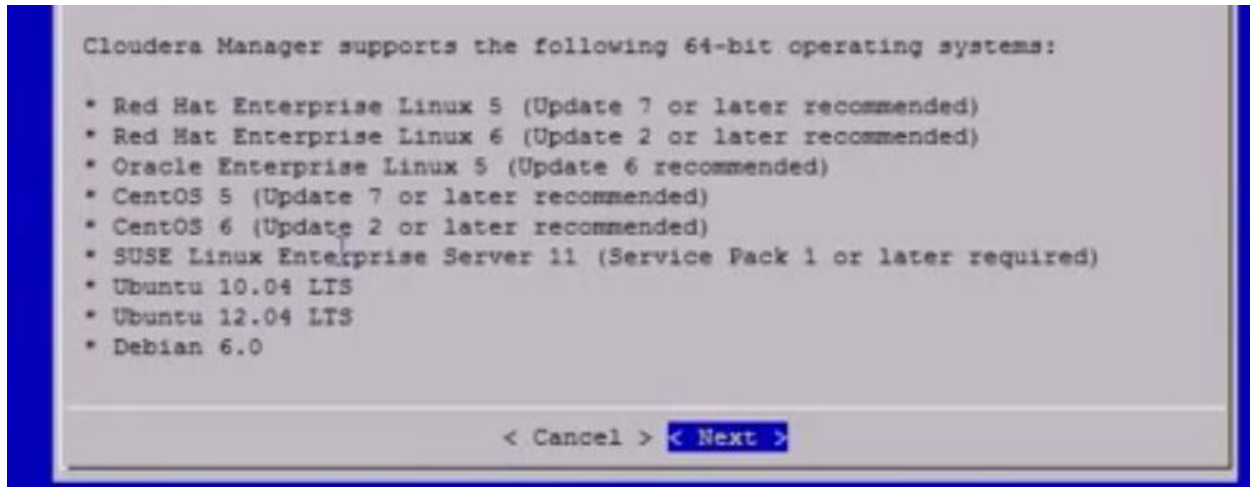 Cloudera Manager supports the following 64-bit operating systems:
* Red Hat Enterprise Linux 5 (Update 7 or later recommended)
* Red Hat Enterprise Linux 6 (Update 2 or later recommended)
* Oracle Enterprise Linux 5 (Update 6 recommended)
* CentOS 5 (Update 7 or later recommended)
* CentOS 6 (Update 2 or later recommended)
* SUSE Linux Enterprise Server 11 (Service Pack 1 or later required)
* Ubuntu 10.04 LTS
* Ubuntu 12.04 LTS
* Debian 6.0
< Cancel > < Next >